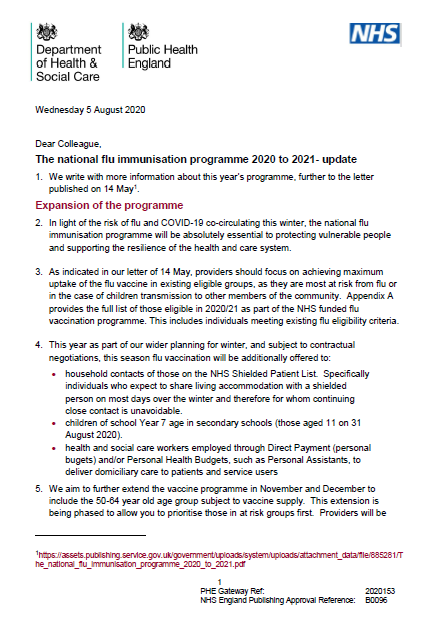 Department
of Health &
Social Care
Public Health
England
NHS
Wednesday 5 August 2020
Dear Colleague,
The national flu immunisation programme 2020 to 2021- update
1. We write with more information about this year's programme, further to the letter
published on 14 May1.
Expansion of the programme
2. In light of the risk of flu and COVID-19 co-circulating this winter, the national flu
immunisation programme will be absolutely essential to protecting vulnerable people
and supporting the resilience of the health and care system.
3. As indicated in our letter of 14 May, providers should focus on achieving maximum
uptake of the flu vaccine in existing eligible groups, as they are most at risk from flu or
in the case of children transmission to other members of the community. Appendix A
provides the full list of those eligible in 2020/21 as part of the NHS funded flu
vaccination programme. This includes individuals meeting existing flu eligibility criteria.
4. This year as part of our wider planning for winter, and subject to contractual
negotiations, this season flu vaccination will be additionally offered to:
• household contacts of those on the NHS Shielded Patient List. Specifically
individuals who expect to share living accommodation with a shielded
person on most days over the winter and therefore for whom continuing
close contact is unavoidable.
• children of school Year 7 age in secondary schools (those aged 11 on 31
August 2020).
• health and social care workers employed through Direct Payment (personal
bugets) and/or Personal Health Budgets, such as Personal Assistants, to
deliver domiciliary care to patients and service users
5. We aim to further extend the vaccine programme in November and December to
include the 50-64 year old age group subject to vaccine supply. This extension is
being phased to allow you to prioritise those in at risk groups first. Providers will be
1https://assets.publishing.service.gov.uk/government/uploads/system/uploads/attachment_data/file/885281/T
he_national_flu_immunisation_programme_2020_to_2021.pdf
1
PHE Gateway Ref: 2020153
NHS England Publishing Approval Reference: B0096